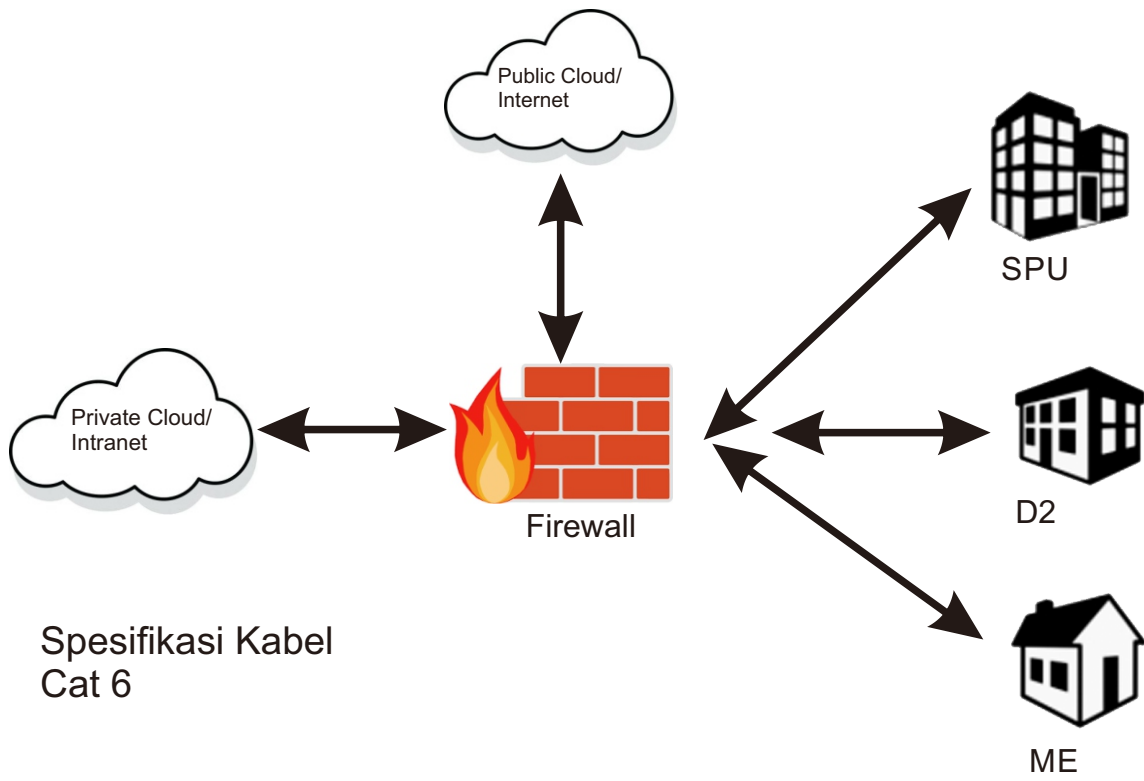 Public Cloud/
Internet
SPU
Private Cloud/
Intranet
Firewall
D2
Spesifikasi Kabel
Cat 6
ME